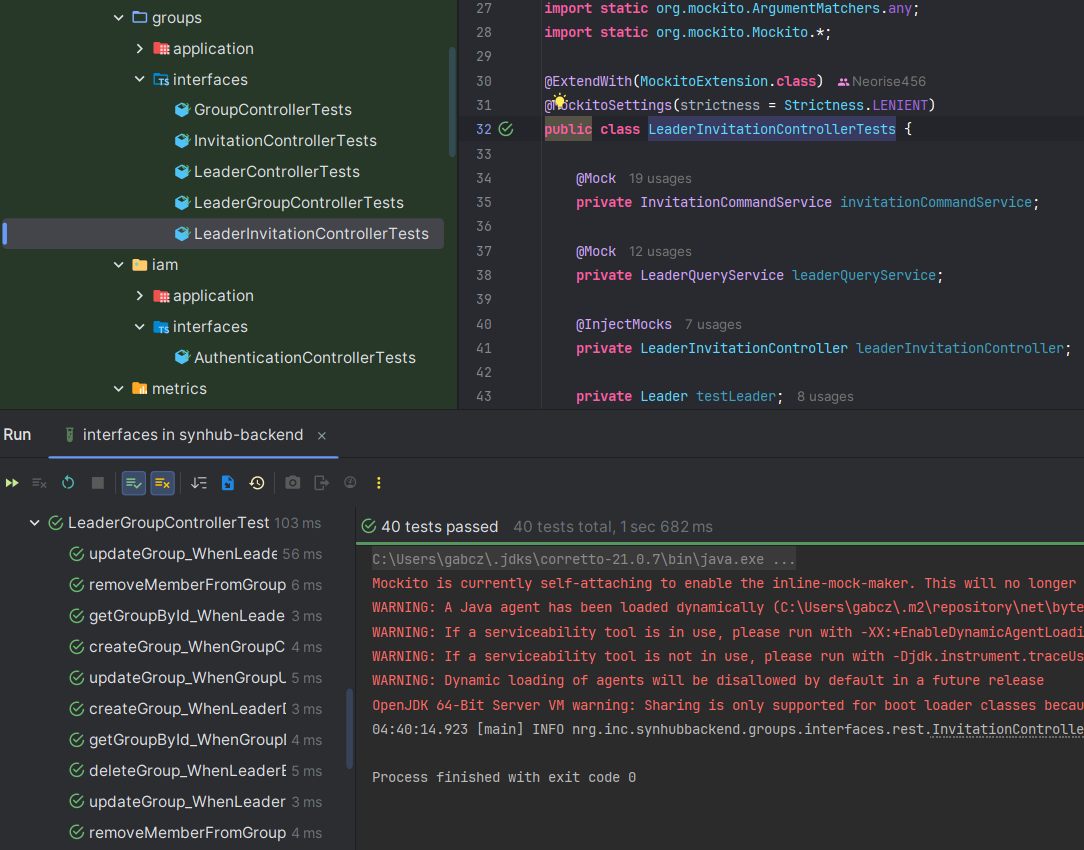 groups
application
interfaces
GroupControllerTests
InvitationControllerTests
LeaderControllerTests
LeaderGroupControllerTests
LeaderInvitationControllerTests
iam
application
interfaces
AuthenticationControllerTests
metrics
27 import static org.mockito.ArgumentMatchers.any;
28 import static org.mockito.Mockito.*;
29
30 @ExtendWith(MockitoExtension.class) Neorise456
31 @MockitoSettings(strictness = Strictness.LENIENT)
32 public class LeaderInvitationControllerTests {
33
34 @Mock 19 usages
35 private InvitationCommandService invitationCommandService;
36
37 @Mock 12 usages
38 private LeaderQueryService leaderQueryService;
39
40 @InjectMocks 7 usages
41 private LeaderInvitationController leaderInvitationController;
42
43 private Leader testLeader; 8 usages
Run interfaces in synhub-backend ×
LeaderGroupControllerTest 103 ms
updateGroup_WhenLeade 56 ms
removeMemberFromGroup 6 ms
getGroupById_WhenLeade 3 ms
createGroup_WhenGroupC 4 ms
updateGroup_WhenGroupU 5 ms
createGroup_WhenLeaderD 3 ms
getGroupById_WhenGroupI 4 ms
deleteGroup_WhenLeaderE 5 ms
updateGroup_WhenLeader 3 ms
removeMemberFromGroup 4 ms
40 tests passed 40 tests total, 1 sec 682 ms
C:\Users\gabcz\.jdks\corretto-21.0.7\bin\java.exe ...
Mockito is currently self-attaching to enable the inline-mock-maker. This will no longer
WARNING: A Java agent has been loaded dynamically (C:\Users\gabcz\.m2\repository\net\byte
WARNING: If a serviceability tool is in use, please run with -XX:+EnableDynamicAgentLoadi
WARNING: If a serviceability tool is not in use, please run with -Djdk.instrument.traceUs
WARNING: Dynamic loading of agents will be disallowed by default in a future release
OpenJDK 64-Bit Server VM warning: Sharing is only supported for boot loader classes becau
04:40:14.923 [main] INFO nrg.inc.synhubbackend.groups.interfaces.rest.InvitationControlle
Process finished with exit code 0